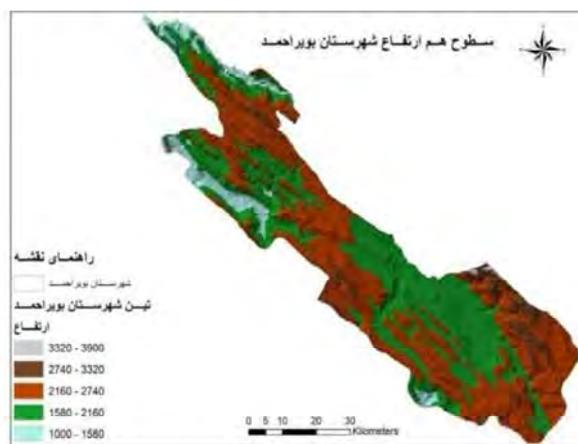 سطوح هم ارتفاع شهرستان بویراحمد
راهنمای نقشه
شهرستان بویراحمد
تین شهرستان بویراحمد
ارتفاع
3320 - 3900
2740 - 3320
2160 - 2740
1580 - 2160
1000 - 1580
0 5 10 20 30
Kilometers